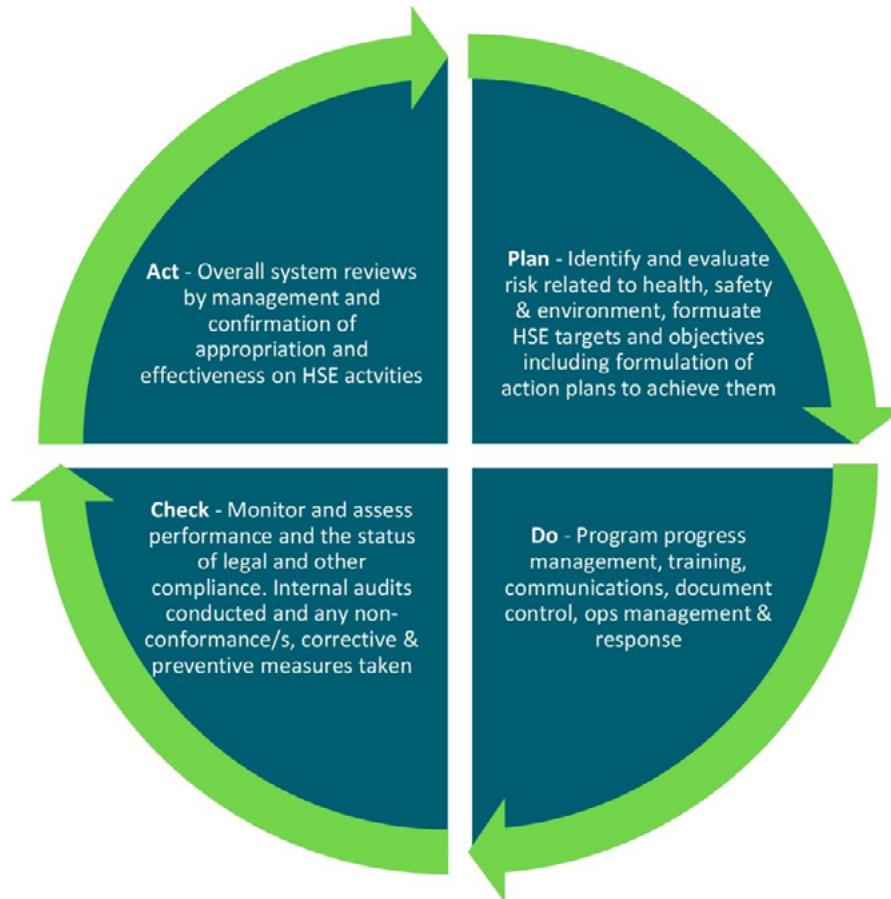 Act - Overall system reviews
by management and
confirmation of
appropriation and
effectiveness on HSE actvities
Plan - Identify and evaluate
risk related to health, safety
& environment, formuate
HSE targets and objectives
including formulation of
action plans to achieve them
Check - Monitor and assess
performance and the status
of legal and other
compliance. Internal audits
conducted and any non-
conformance/s, corrective &
preventive measures taken
Do - Program progress
management, training,
communications, document
control, ops management &
response